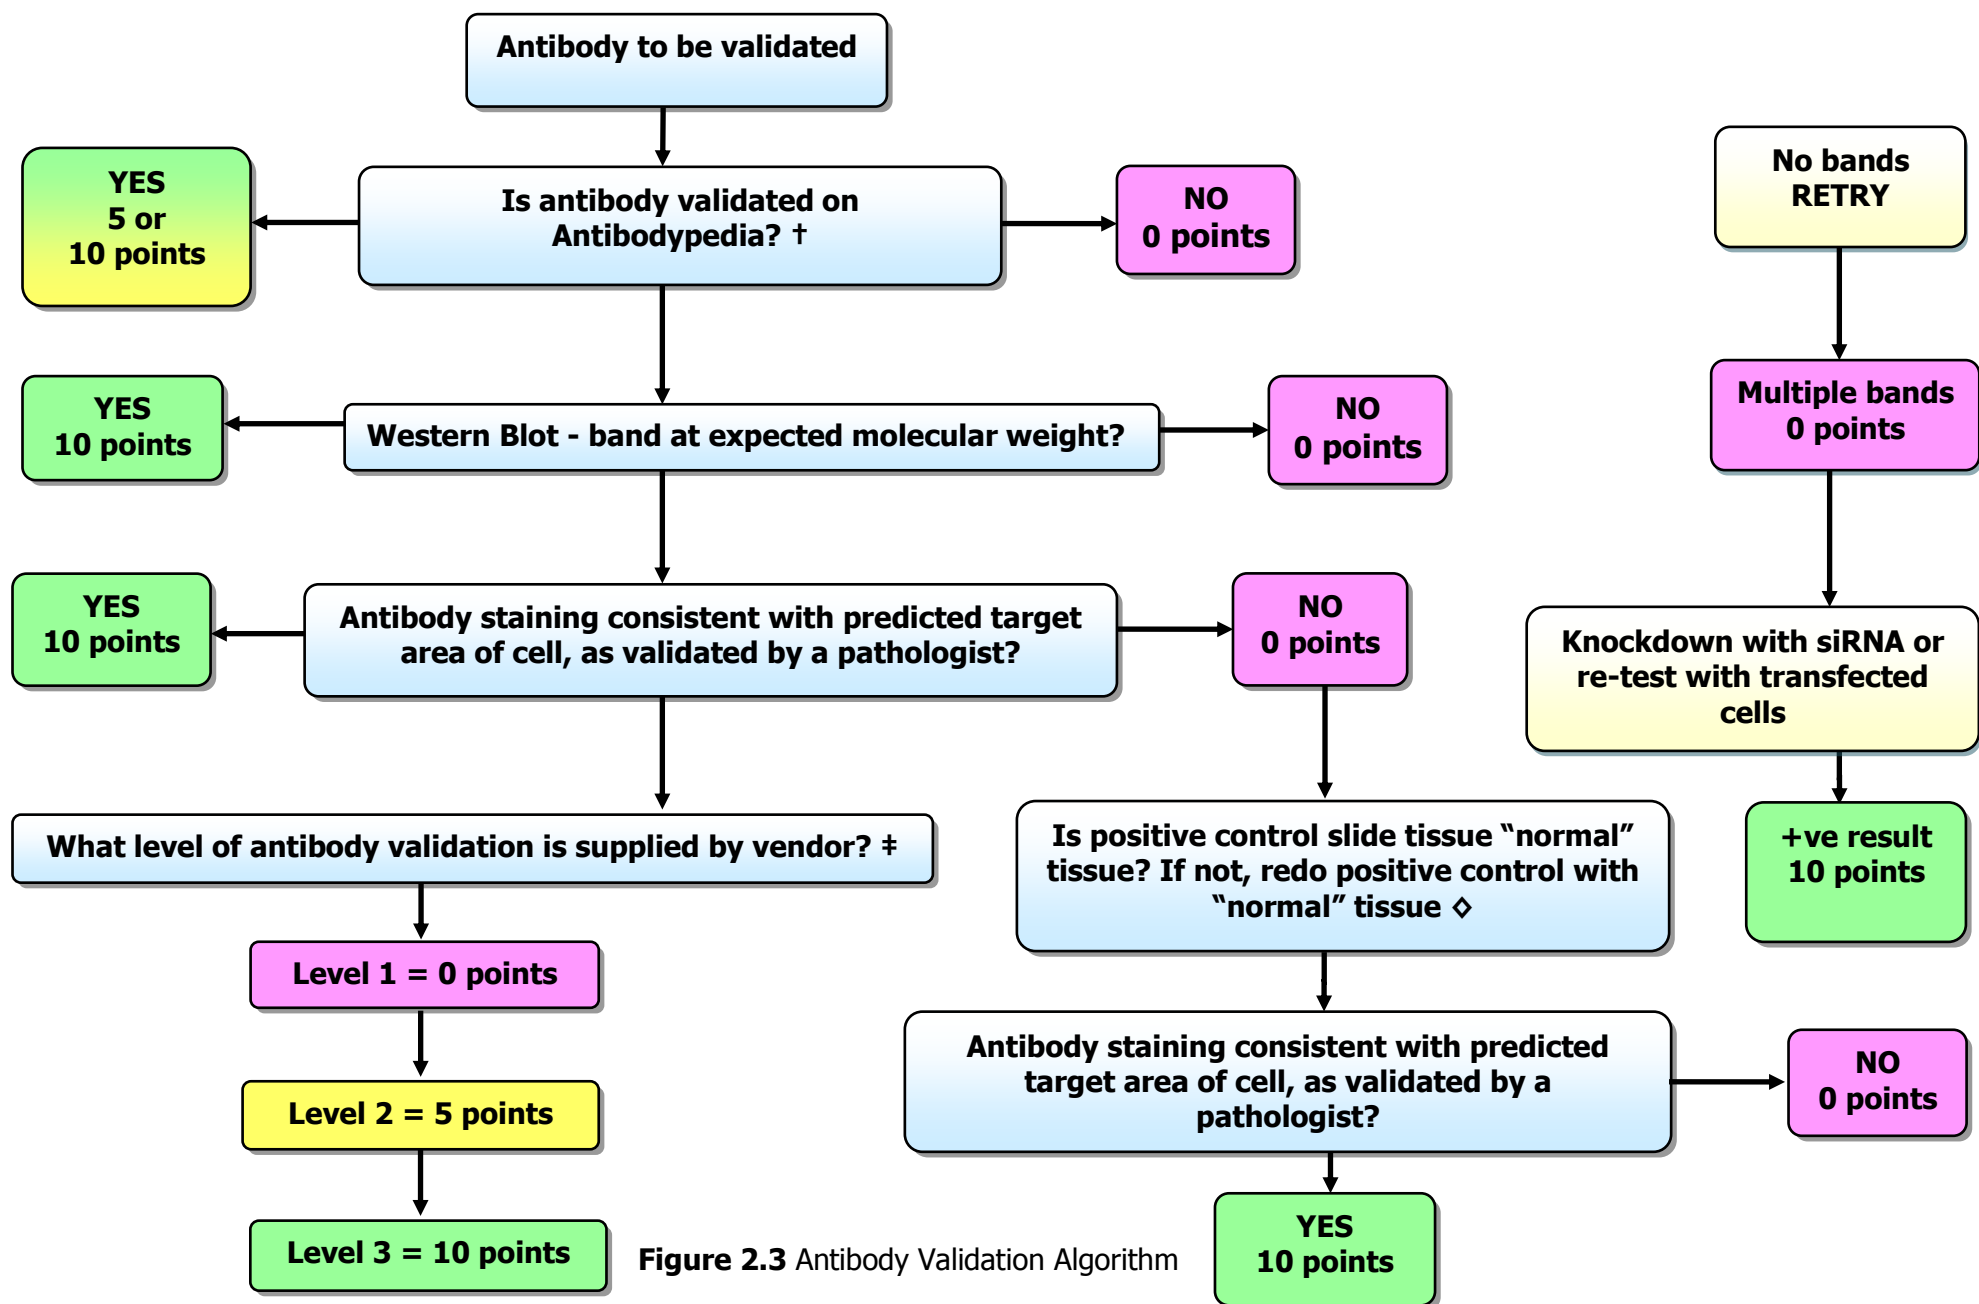 Antibody to be validated
YES
5 or
10 points
Is antibody validated on
Antibodypedia? †
NO
0 points
No bands
RETRY
YES
10 points
Western Blot - band at expected molecular weight?
NO
0 points
Multiple bands
0 points
YES
10 points
Antibody staining consistent with predicted target
area of cell, as validated by a pathologist?
NO
0 points
Knockdown with siRNA or
re-test with transfected
cells
What level of antibody validation is supplied by vendor? ‡
Is positive control slide tissue “normal”
tissue? If not, redo positive control with
“normal” tissue ◊
+ve result
10 points
Level 1 = 0 points
Level 2 = 5 points
Level 3 = 10 points
Antibody staining consistent with predicted
target area of cell, as validated by a
pathologist?
NO
0 points
YES
10 points
Figure 2.3 Antibody Validation Algorithm